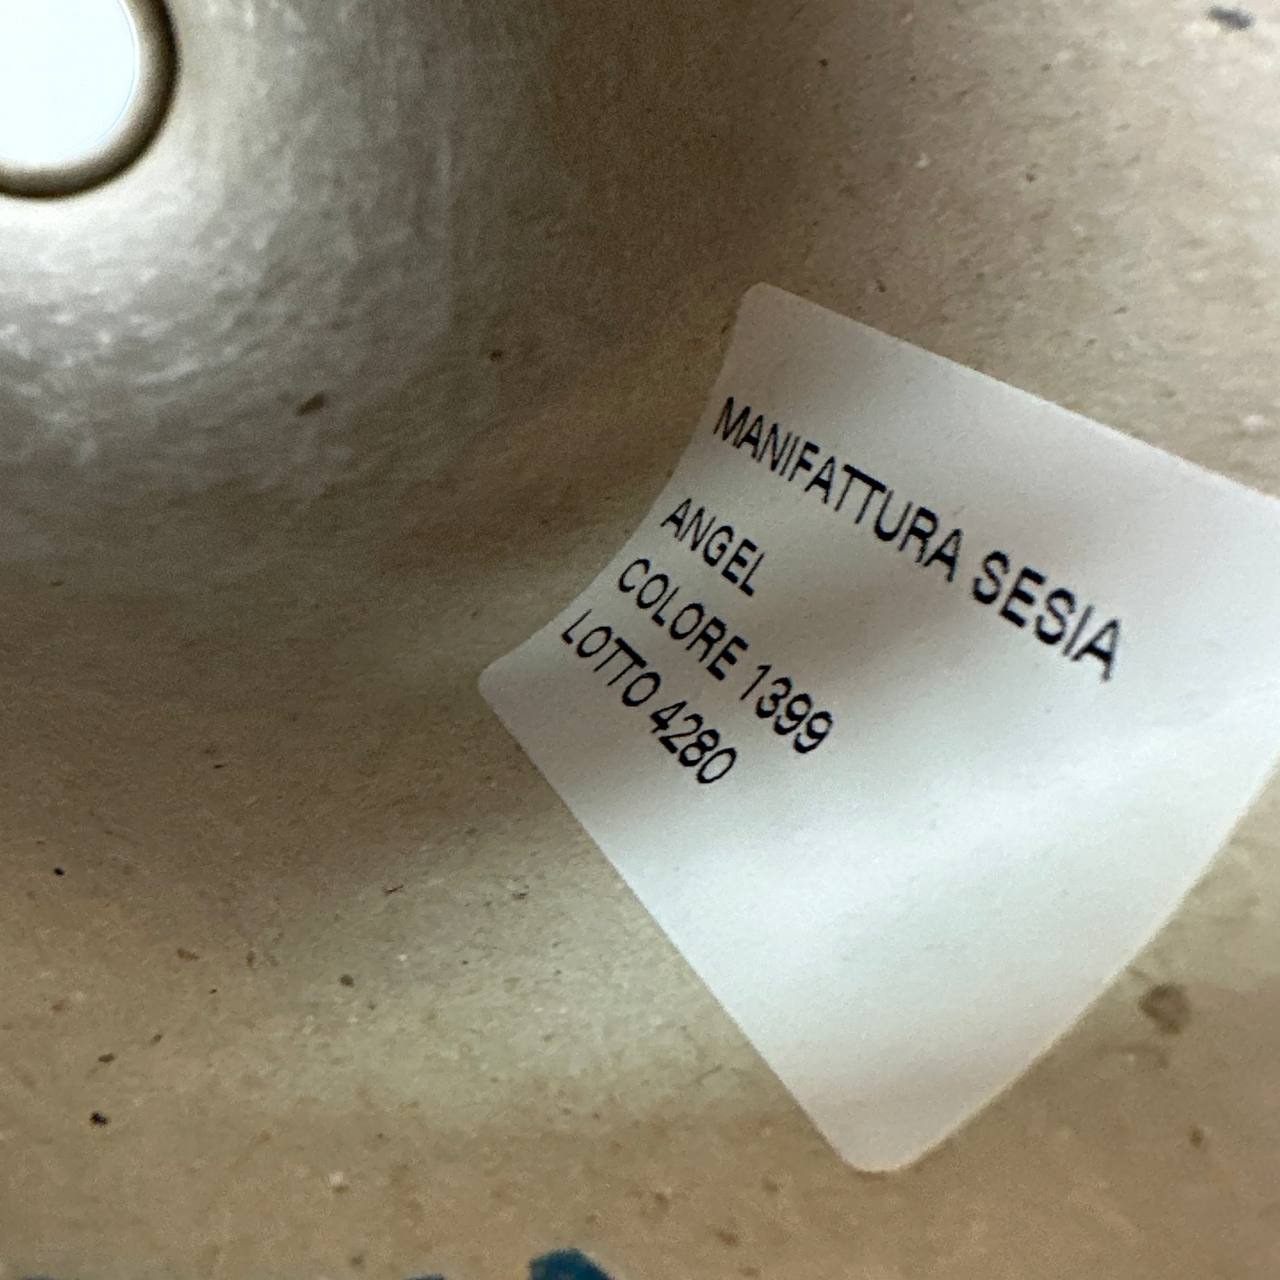 MANIFATTURA SESIA
ANGEL
COLORE 1399
LOTTO 4280